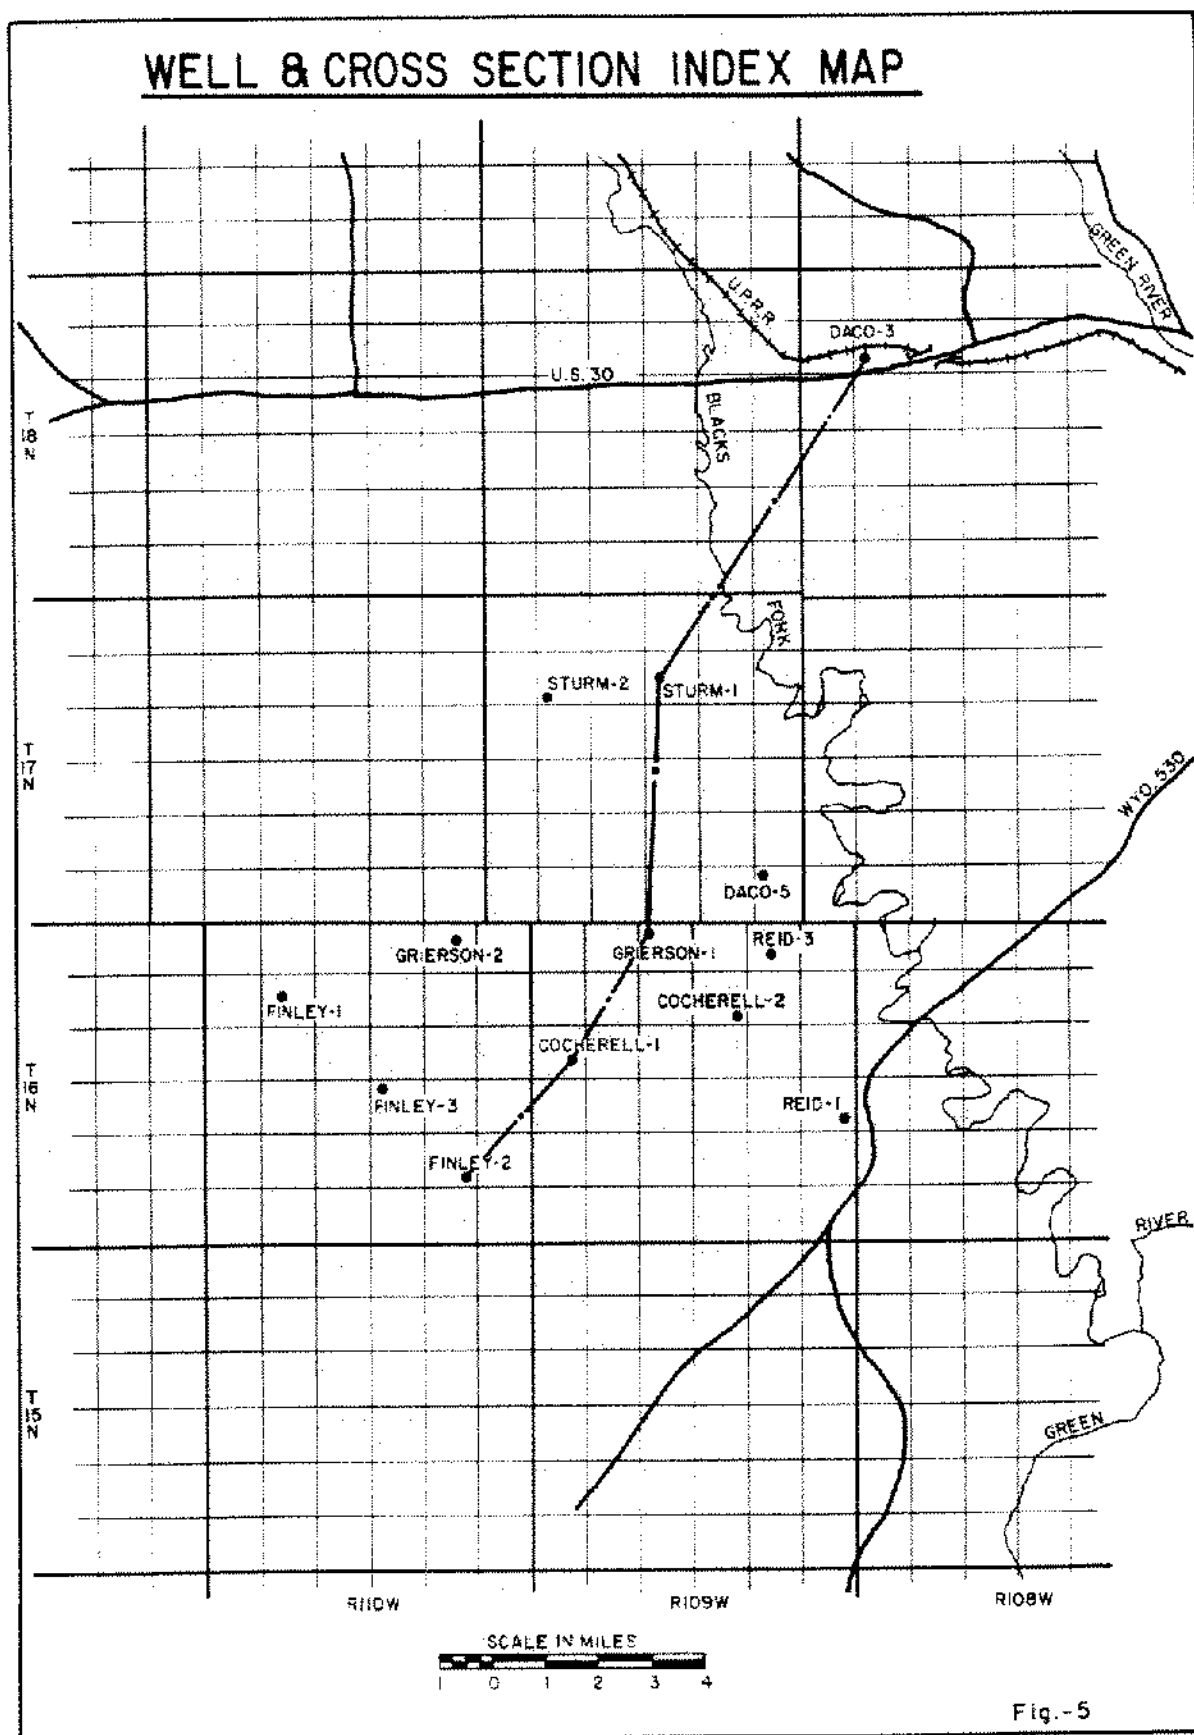 WELL & CROSS SECTION INDEX MAP
GREEN RIVER
U.P.R.R.
DACO-3
U.S. 30
BLACKS
T
18
N
FORK
STURM-2
STURM-1
T
17
N
WYO. 530
DACO-5
GRIERSON-2
GRIERSON-1
REID-3
FINLEY-1
COCHERELL-2
COCHERELL-1
T
16
N
FINLEY-3
REID-1
FINLEY-2
RIVER
T
15
N
GREEN
R110W
R109W
R108W
SCALE IN MILES
1 0 1 2 3 4
Fig.-5